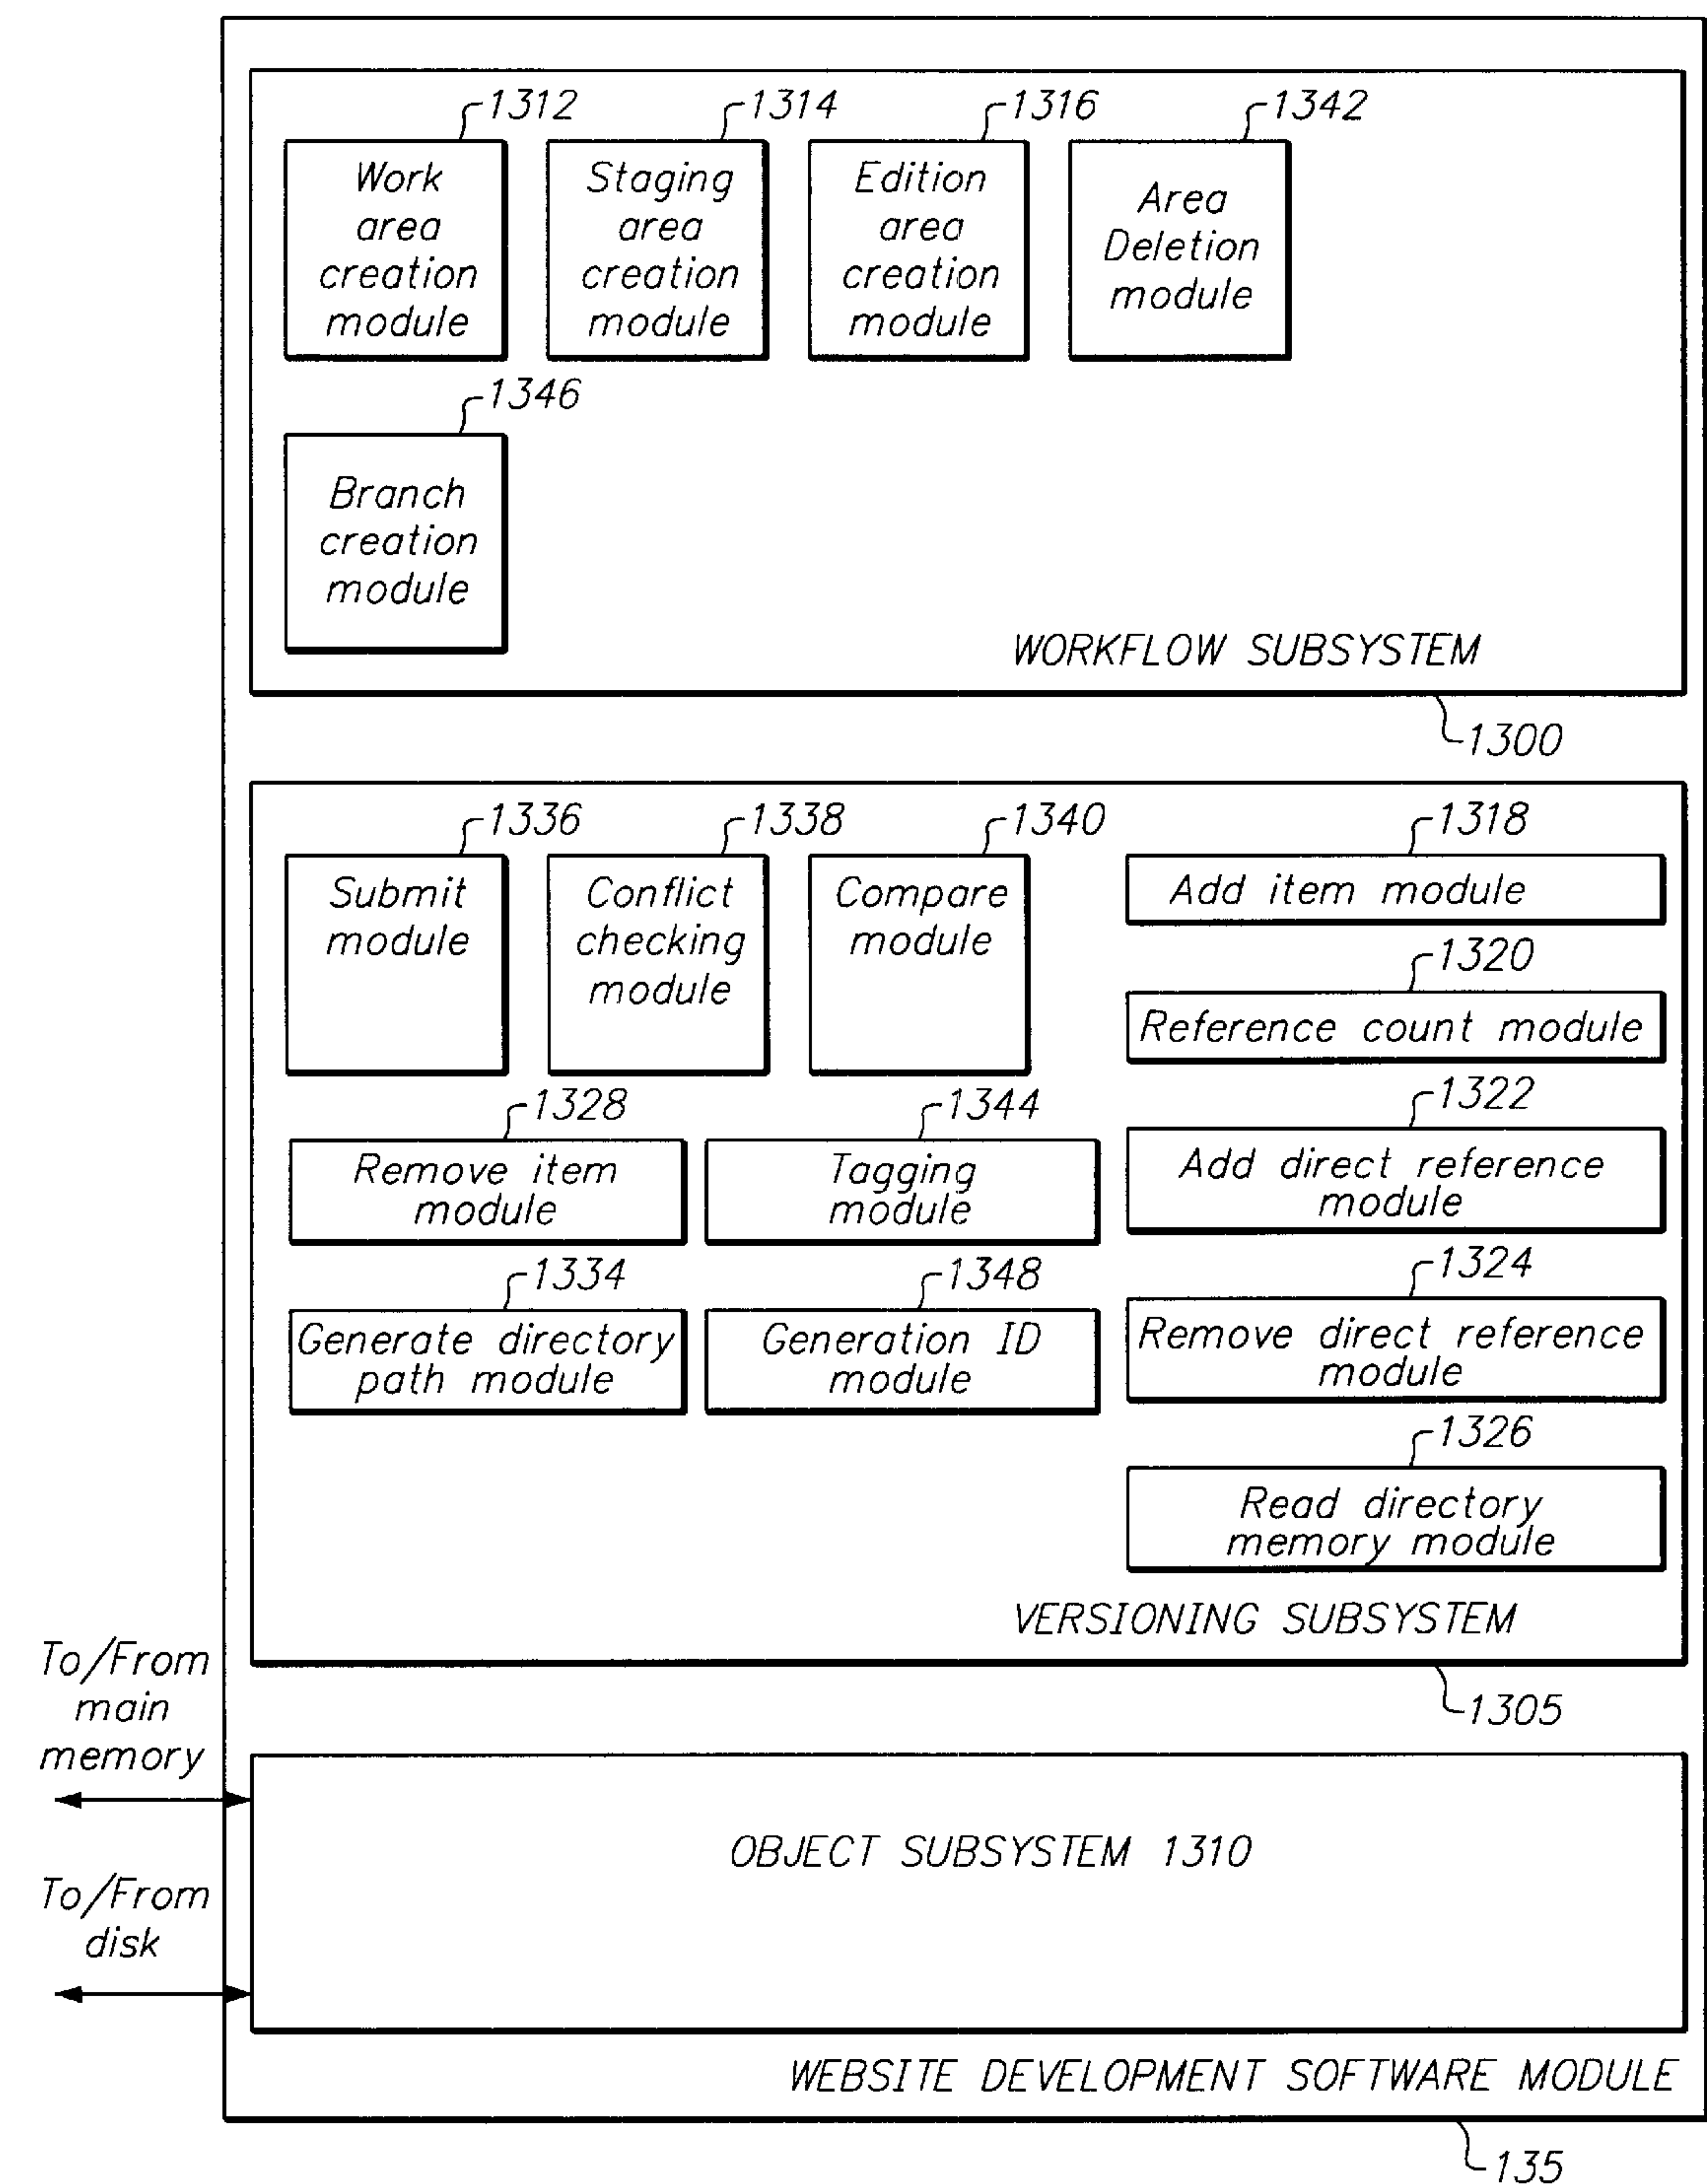 1312
1314
1316
1342
Work
area
creation
module
Staging
area
creation
module
Edition
area
creation
module
Area
Deletion
module
1346
Branch
creation
module
WORKFLOW SUBSYSTEM
1300
1336
1338
1340
1318
Submit
module
Conflict
checking
module
Compare
module
Add item module
1320
Reference count module
1328
1344
1322
Remove item
module
Tagging
module
Add direct reference
module
1334
1348
1324
Generate directory
path module
Generation ID
module
Remove direct reference
module
1326
Read directory
memory module
VERSIONING SUBSYSTEM
1305
To/From
main
memory
OBJECT SUBSYSTEM 1310
To/From
disk
WEBSITE DEVELOPMENT SOFTWARE MODULE
135